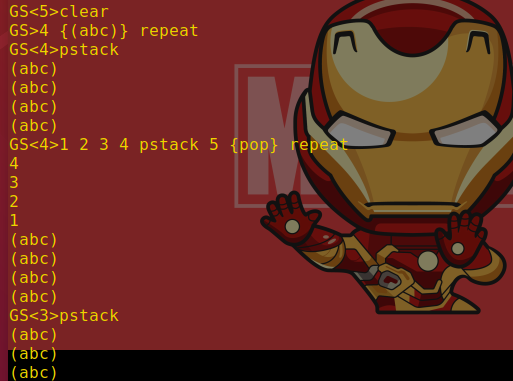 GS<5>clear
GS>4 {(abc)} repeat
GS<4>pstack
(abc)
(abc)
(abc)
(abc)
GS<4>1 2 3 4 pstack 5 {pop} repeat
4
3
2
1
(abc)
(abc)
(abc)
(abc)
GS<3>pstack
(abc)
(abc)
(abc)